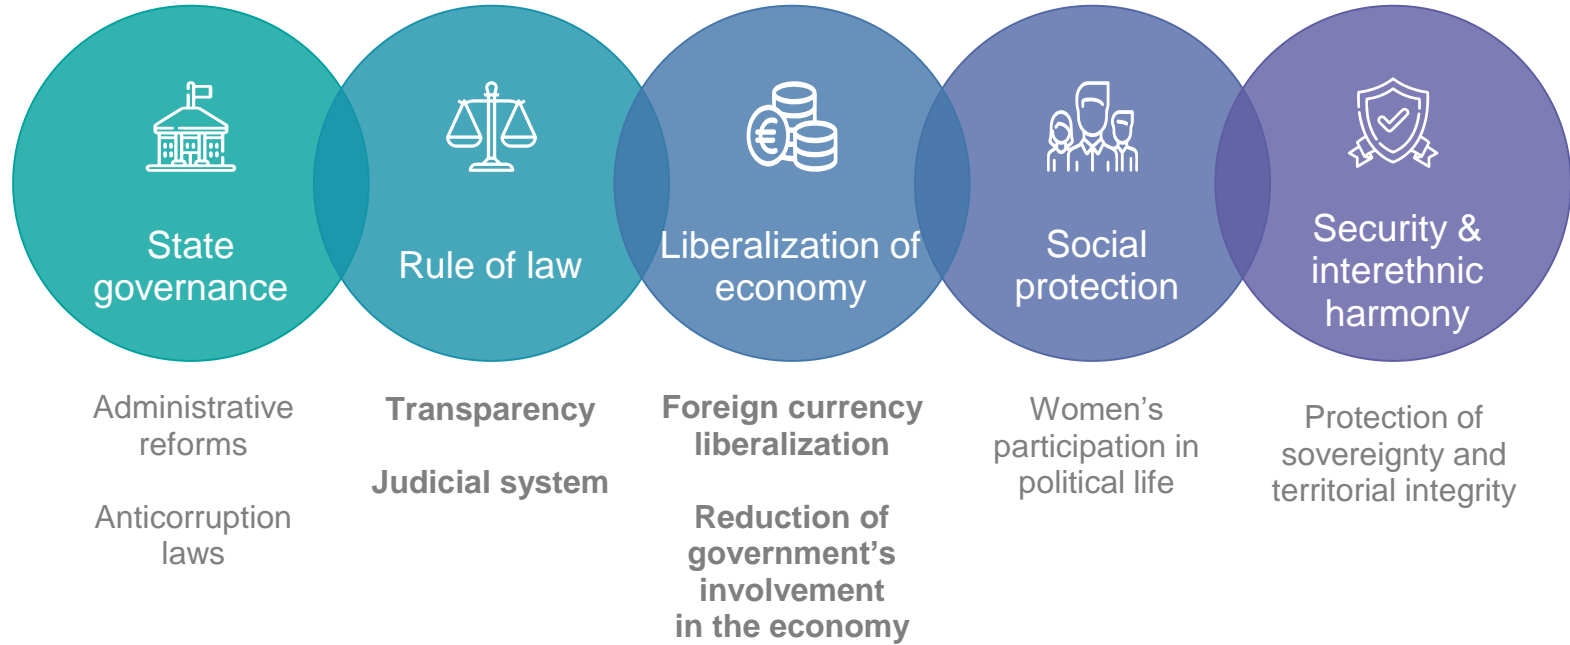 State
governance
Rule of law
Liberalization of
economy
Social
protection
Security &
interethnic
harmony
Administrative
reforms
Anticorruption
laws
Transparency
Judicial system
Foreign currency
liberalization
Reduction of
government’s
involvement
in the economy
Women’s
participation in
political life
Protection of
sovereignty and
territorial integrity